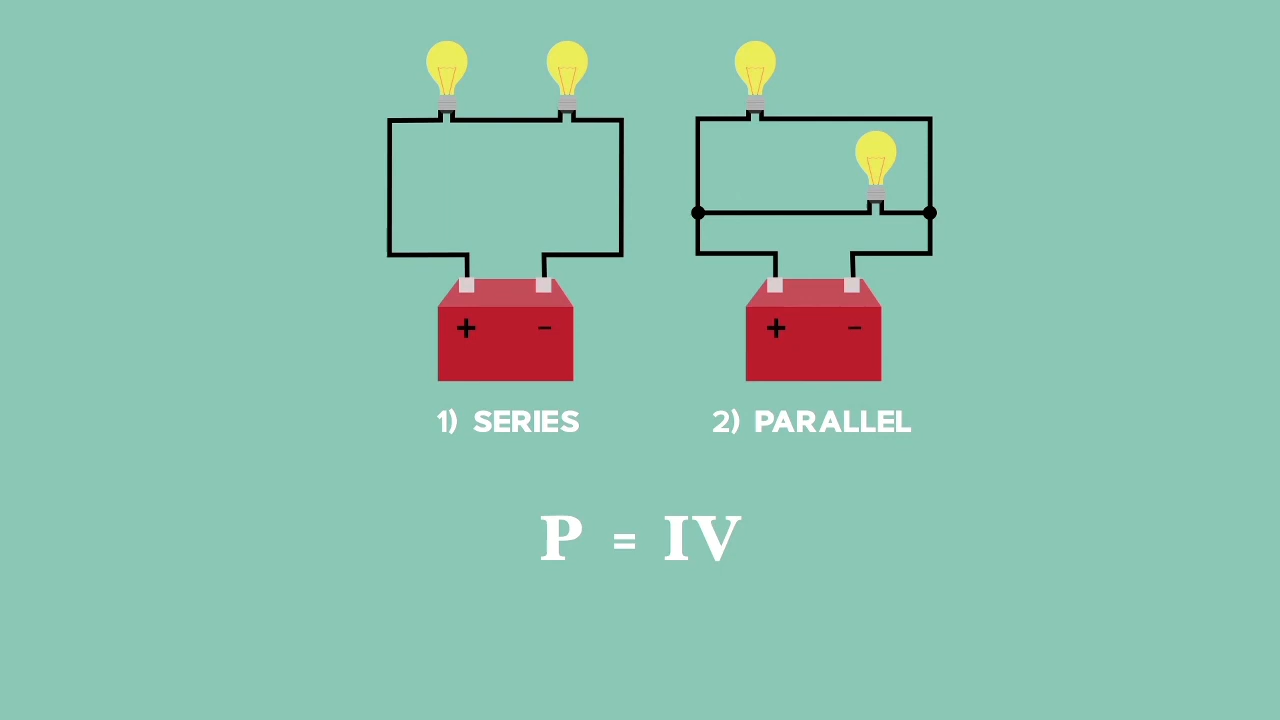 + − + −
1) SERIES 2) PARALLEL
P = IV